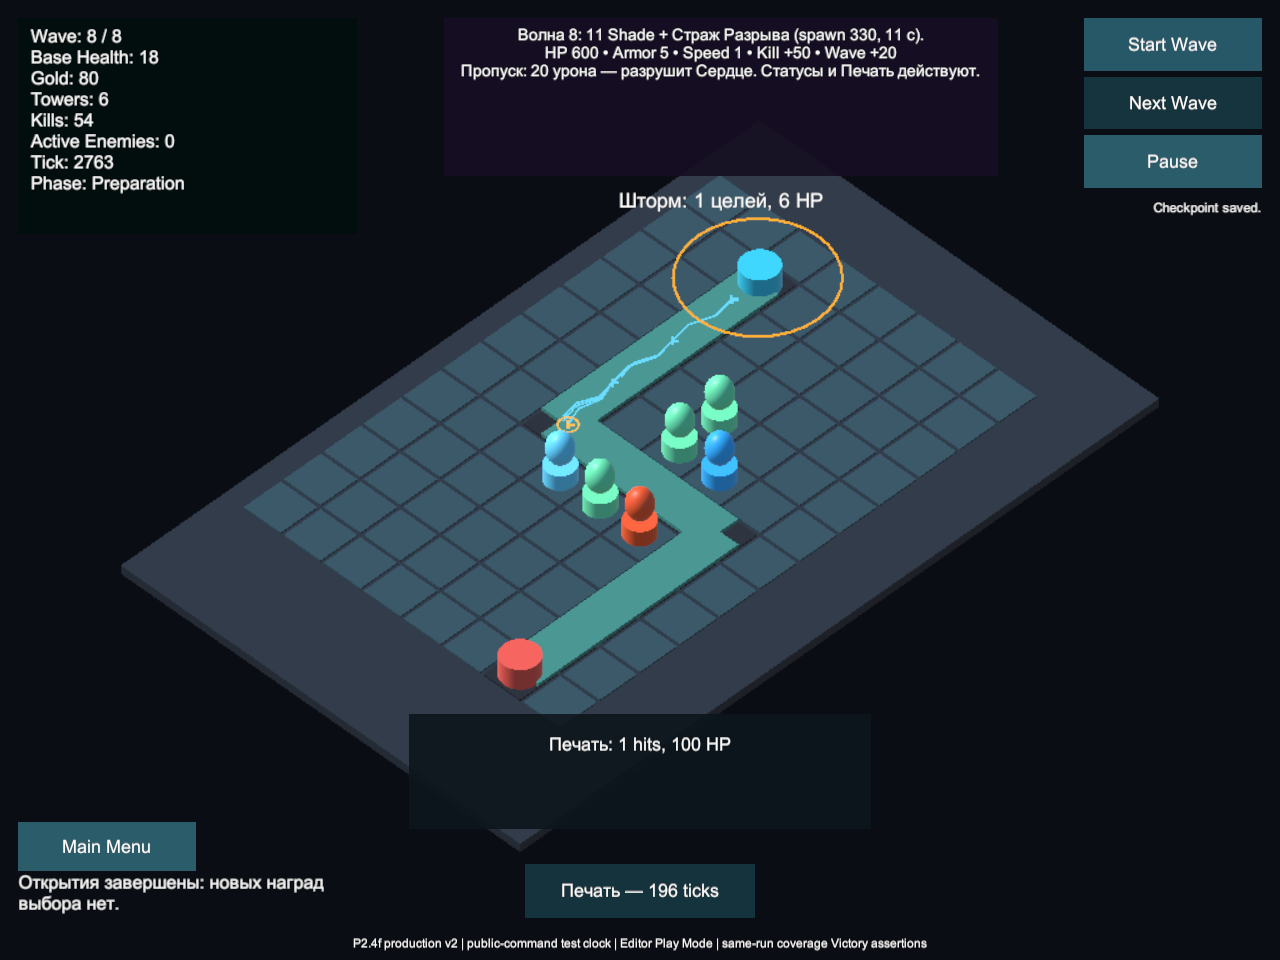 Wave: 8 / 8
Base Health: 18
Gold: 80
Towers: 6
Kills: 54
Active Enemies: 0
Tick: 2763
Phase: Preparation
Волна 8: 11 Shade + Страж Разрыва (spawn 330, 11 с).
HP 600 • Armor 5 • Speed 1 • Kill +50 • Wave +20
Пропуск: 20 урона — разрушит Сердце. Статусы и Печать действуют.
Start Wave
Next Wave
Pause
Checkpoint saved.
Шторм: 1 целей, 6 HP
Печать: 1 hits, 100 HP
Main Menu
Открытия завершены: новых наград
выбора нет.
Печать — 196 ticks
P2.4f production v2 | public-command test clock | Editor Play Mode | same-run coverage Victory assertions